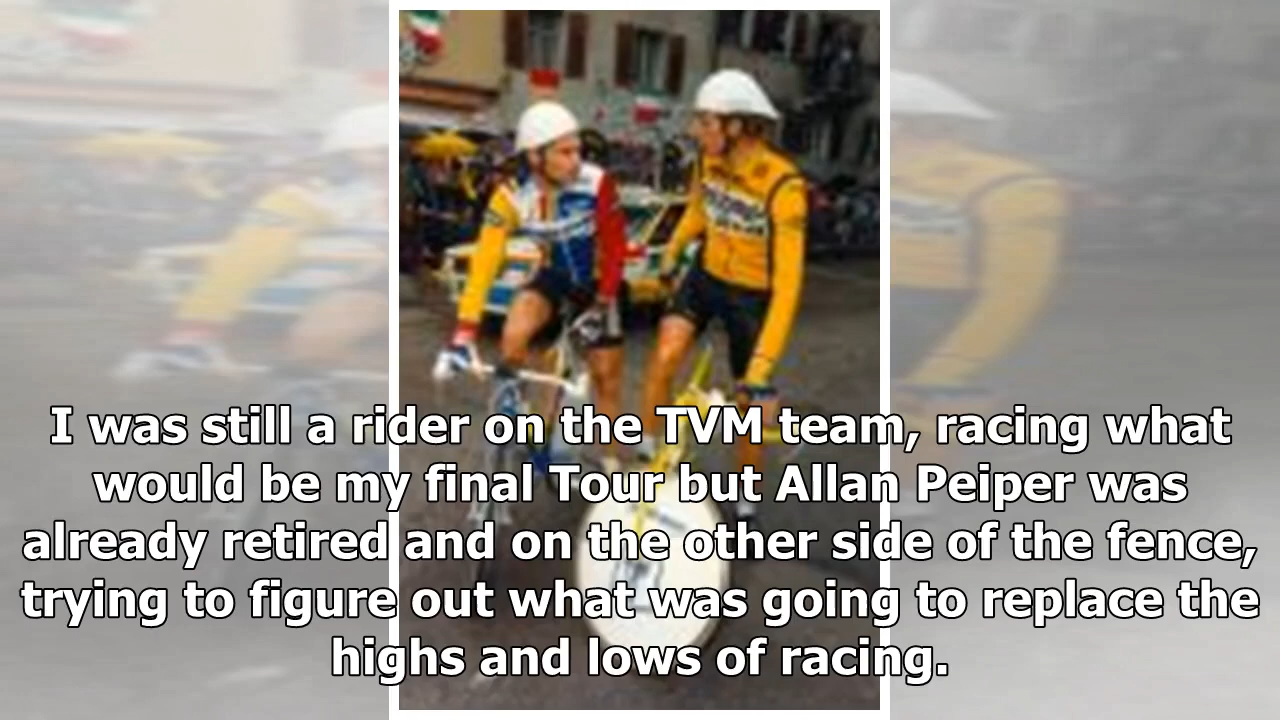 I was still a rider on the TVM team, racing what
would be my final Tour but Allan Peiper was
already retired and on the other side of the fence,
trying to figure out what was going to replace the
highs and lows of racing.